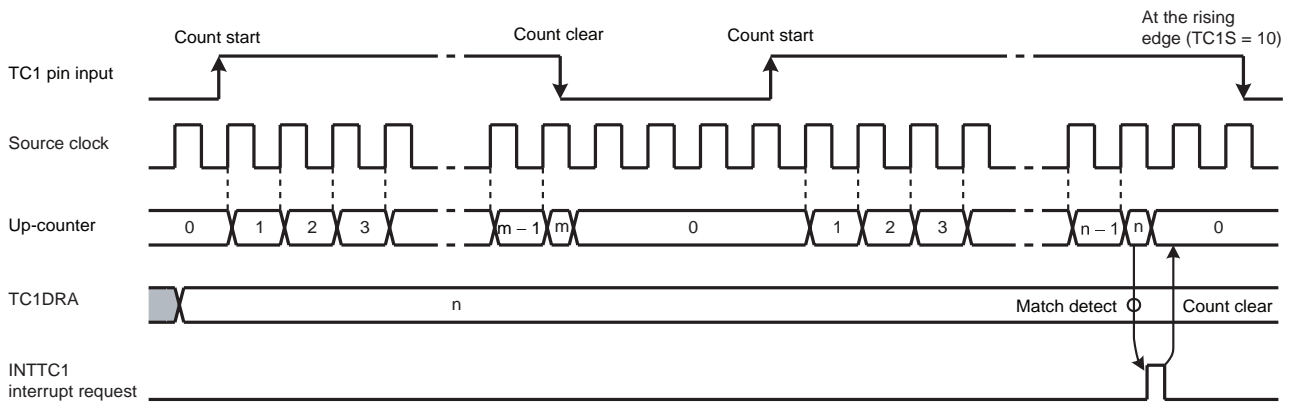 At the rising
edge (TC1S = 10)
Count start
Count clear
Count start
TC1 pin input
Source clock
Up-counter
0 1 2 3 m – 1 m 0 1 2 3 n – 1 n 0
TC1DRA
n
Match detect
Count clear
INTTC1
interrupt request